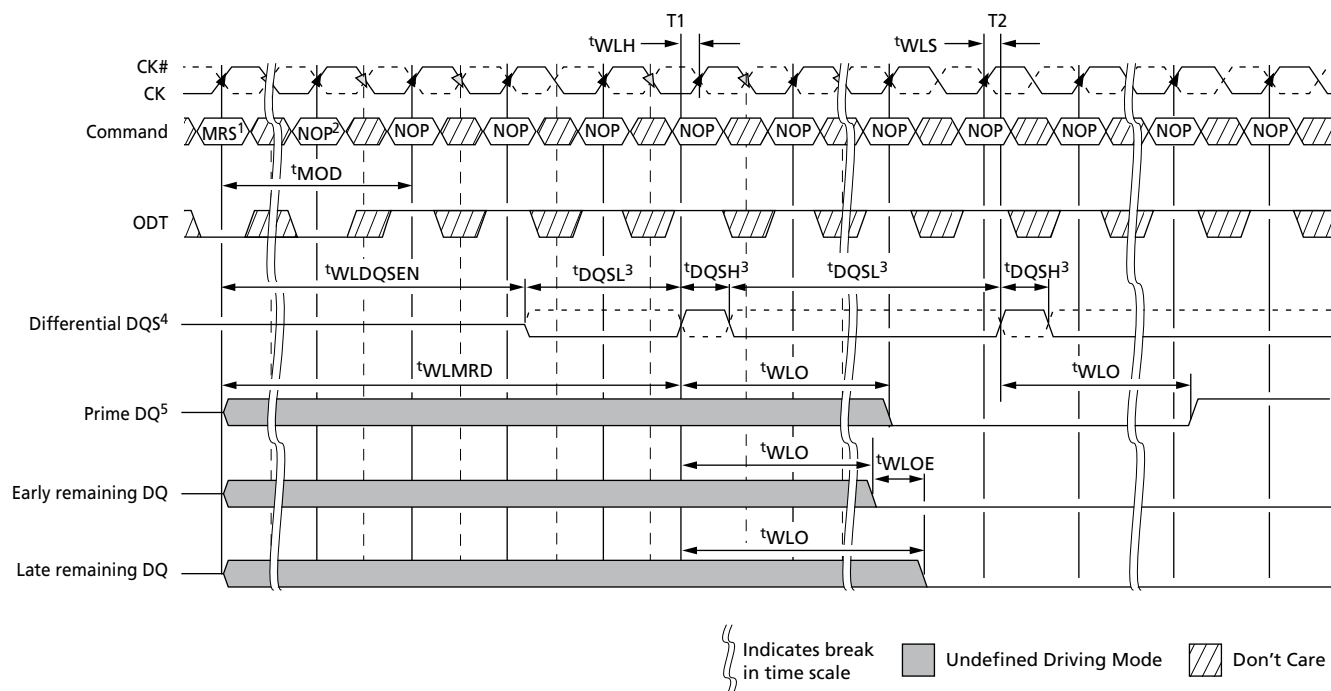 T1
T2
tWLH
tWLS
CK#
CK
Command
MRS1
NOP2
NOP
NOP
NOP
NOP
NOP
NOP
NOP
NOP
NOP
NOP
tMOD
ODT
tWLDQSEN
tDQSL3
tDQSH3
tDQSL3
tDQSH3
Differential DQS4
tWLMRD
tWLO
tWLO
Prime DQ5
tWLO
tWLOE
Early remaining DQ
tWLO
Late remaining DQ
Indicates break
in time scale
Undefined Driving Mode
Don't Care